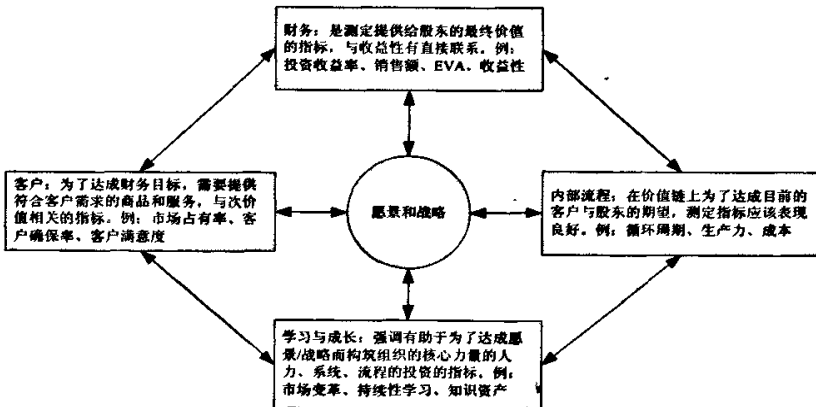 财务：是测定提供给股东的最终价值
的指标，与收益性有直接联系。例：
投资收益率、销售额、EVA、收益性
客户：为了达成财务目标，需要提供
符合客户需求的商品和服务，与次价
值相关的指标。例：市场占有率、客
户确保率、客户满意度
愿景和战略
内部流程：在价值链上为了达成目前的
客户与股东的期望，测定指标应该表现
良好。例：循环周期、生产力、成本
学习与成长：强调有助于为了达成愿
景/战略而构筑组织的核心力量的人
力、系统、流程的投资的指标。例：
市场变革、持续性学习、知识资产